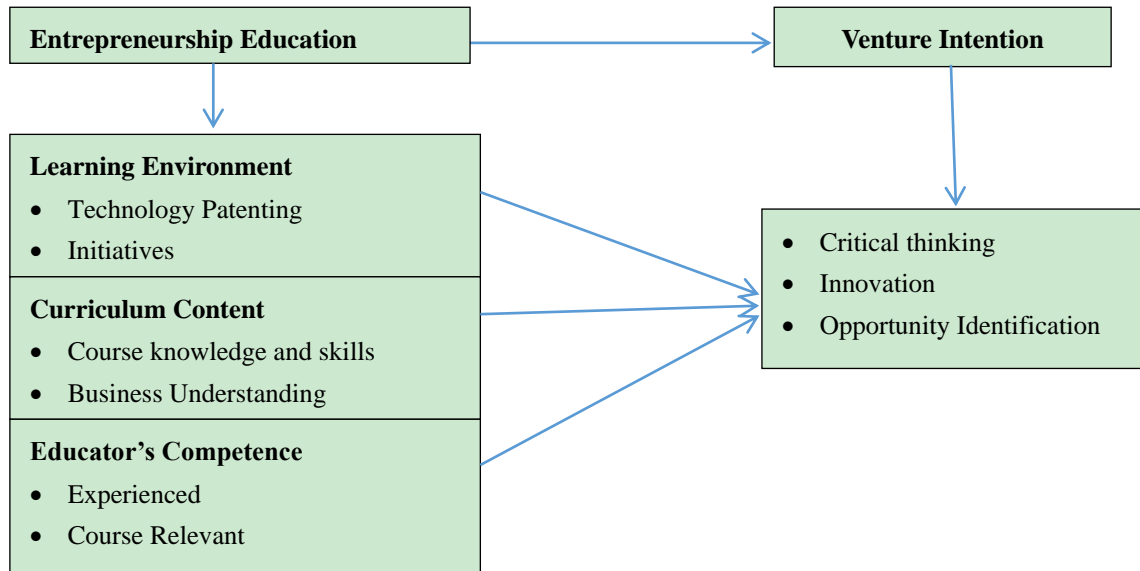 Entrepreneurship Education
Venture Intention
Learning Environment
• Technology Patenting
• Initiatives
Curriculum Content
• Course knowledge and skills
• Business Understanding
Educator’s Competence
• Experienced
• Course Relevant
• Critical thinking
• Innovation
• Opportunity Identification